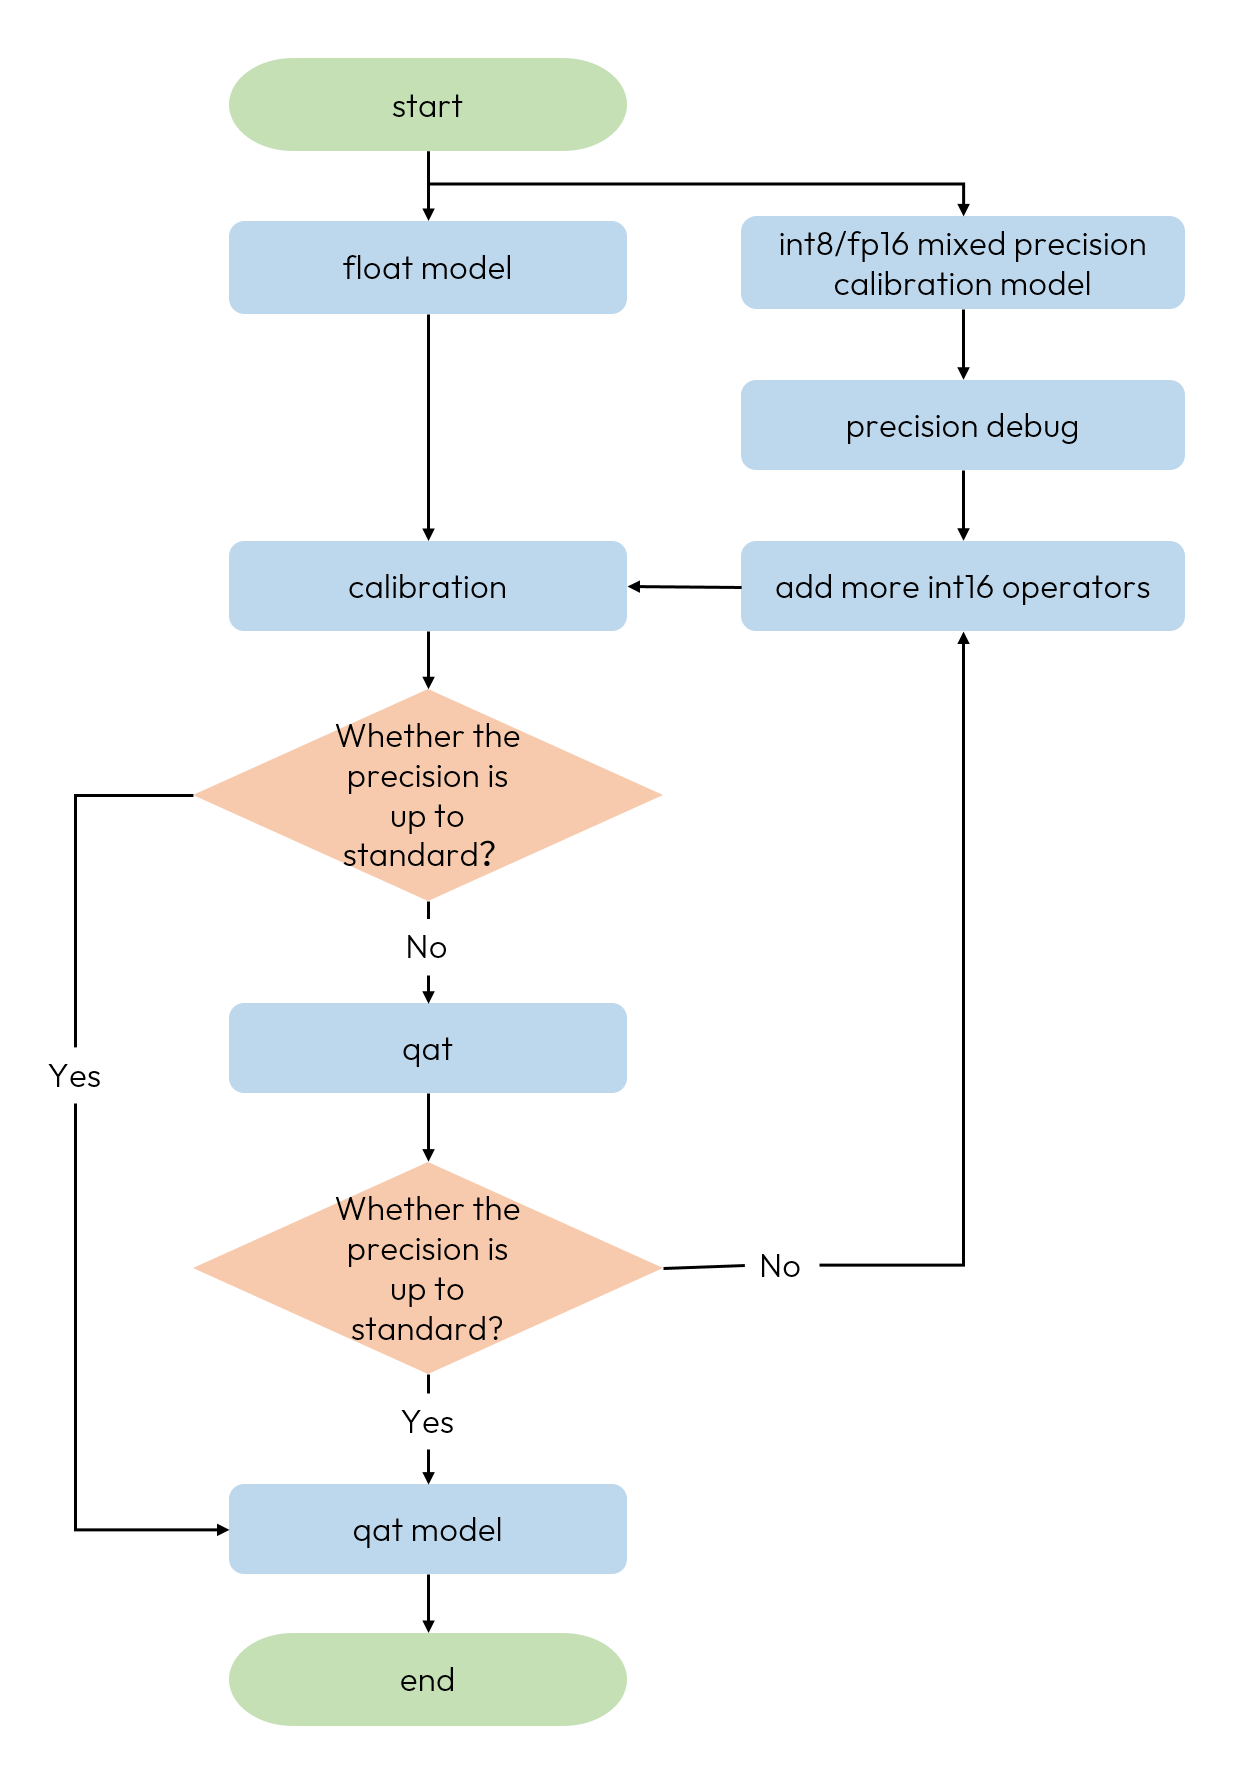 start
float model
int8/fp16 mixed precision
calibration model
precision debug
calibration
add more int16 operators
Whether the
precision is
up to
standard?
No
qat
Yes
Whether the
precision is
up to
standard?
No
Yes
qat model
end